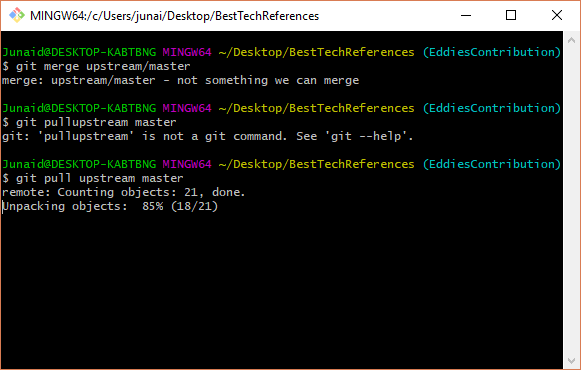 MINGW64:/c/Users/junai/Desktop/BestTechReferences
Junaid@DESKTOP-KABTBNG MINGW64 ~/Desktop/BestTechReferences (EddiesContribution)
$ git merge upstream/master
merge: upstream/master - not something we can merge
Junaid@DESKTOP-KABTBNG MINGW64 ~/Desktop/BestTechReferences (EddiesContribution)
$ git pullupstream master
git: 'pullupstream' is not a git command. See 'git --help'.
Junaid@DESKTOP-KABTBNG MINGW64 ~/Desktop/BestTechReferences (EddiesContribution)
$ git pull upstream master
remote: Counting objects: 21, done.
Unpacking objects:  85% (18/21)